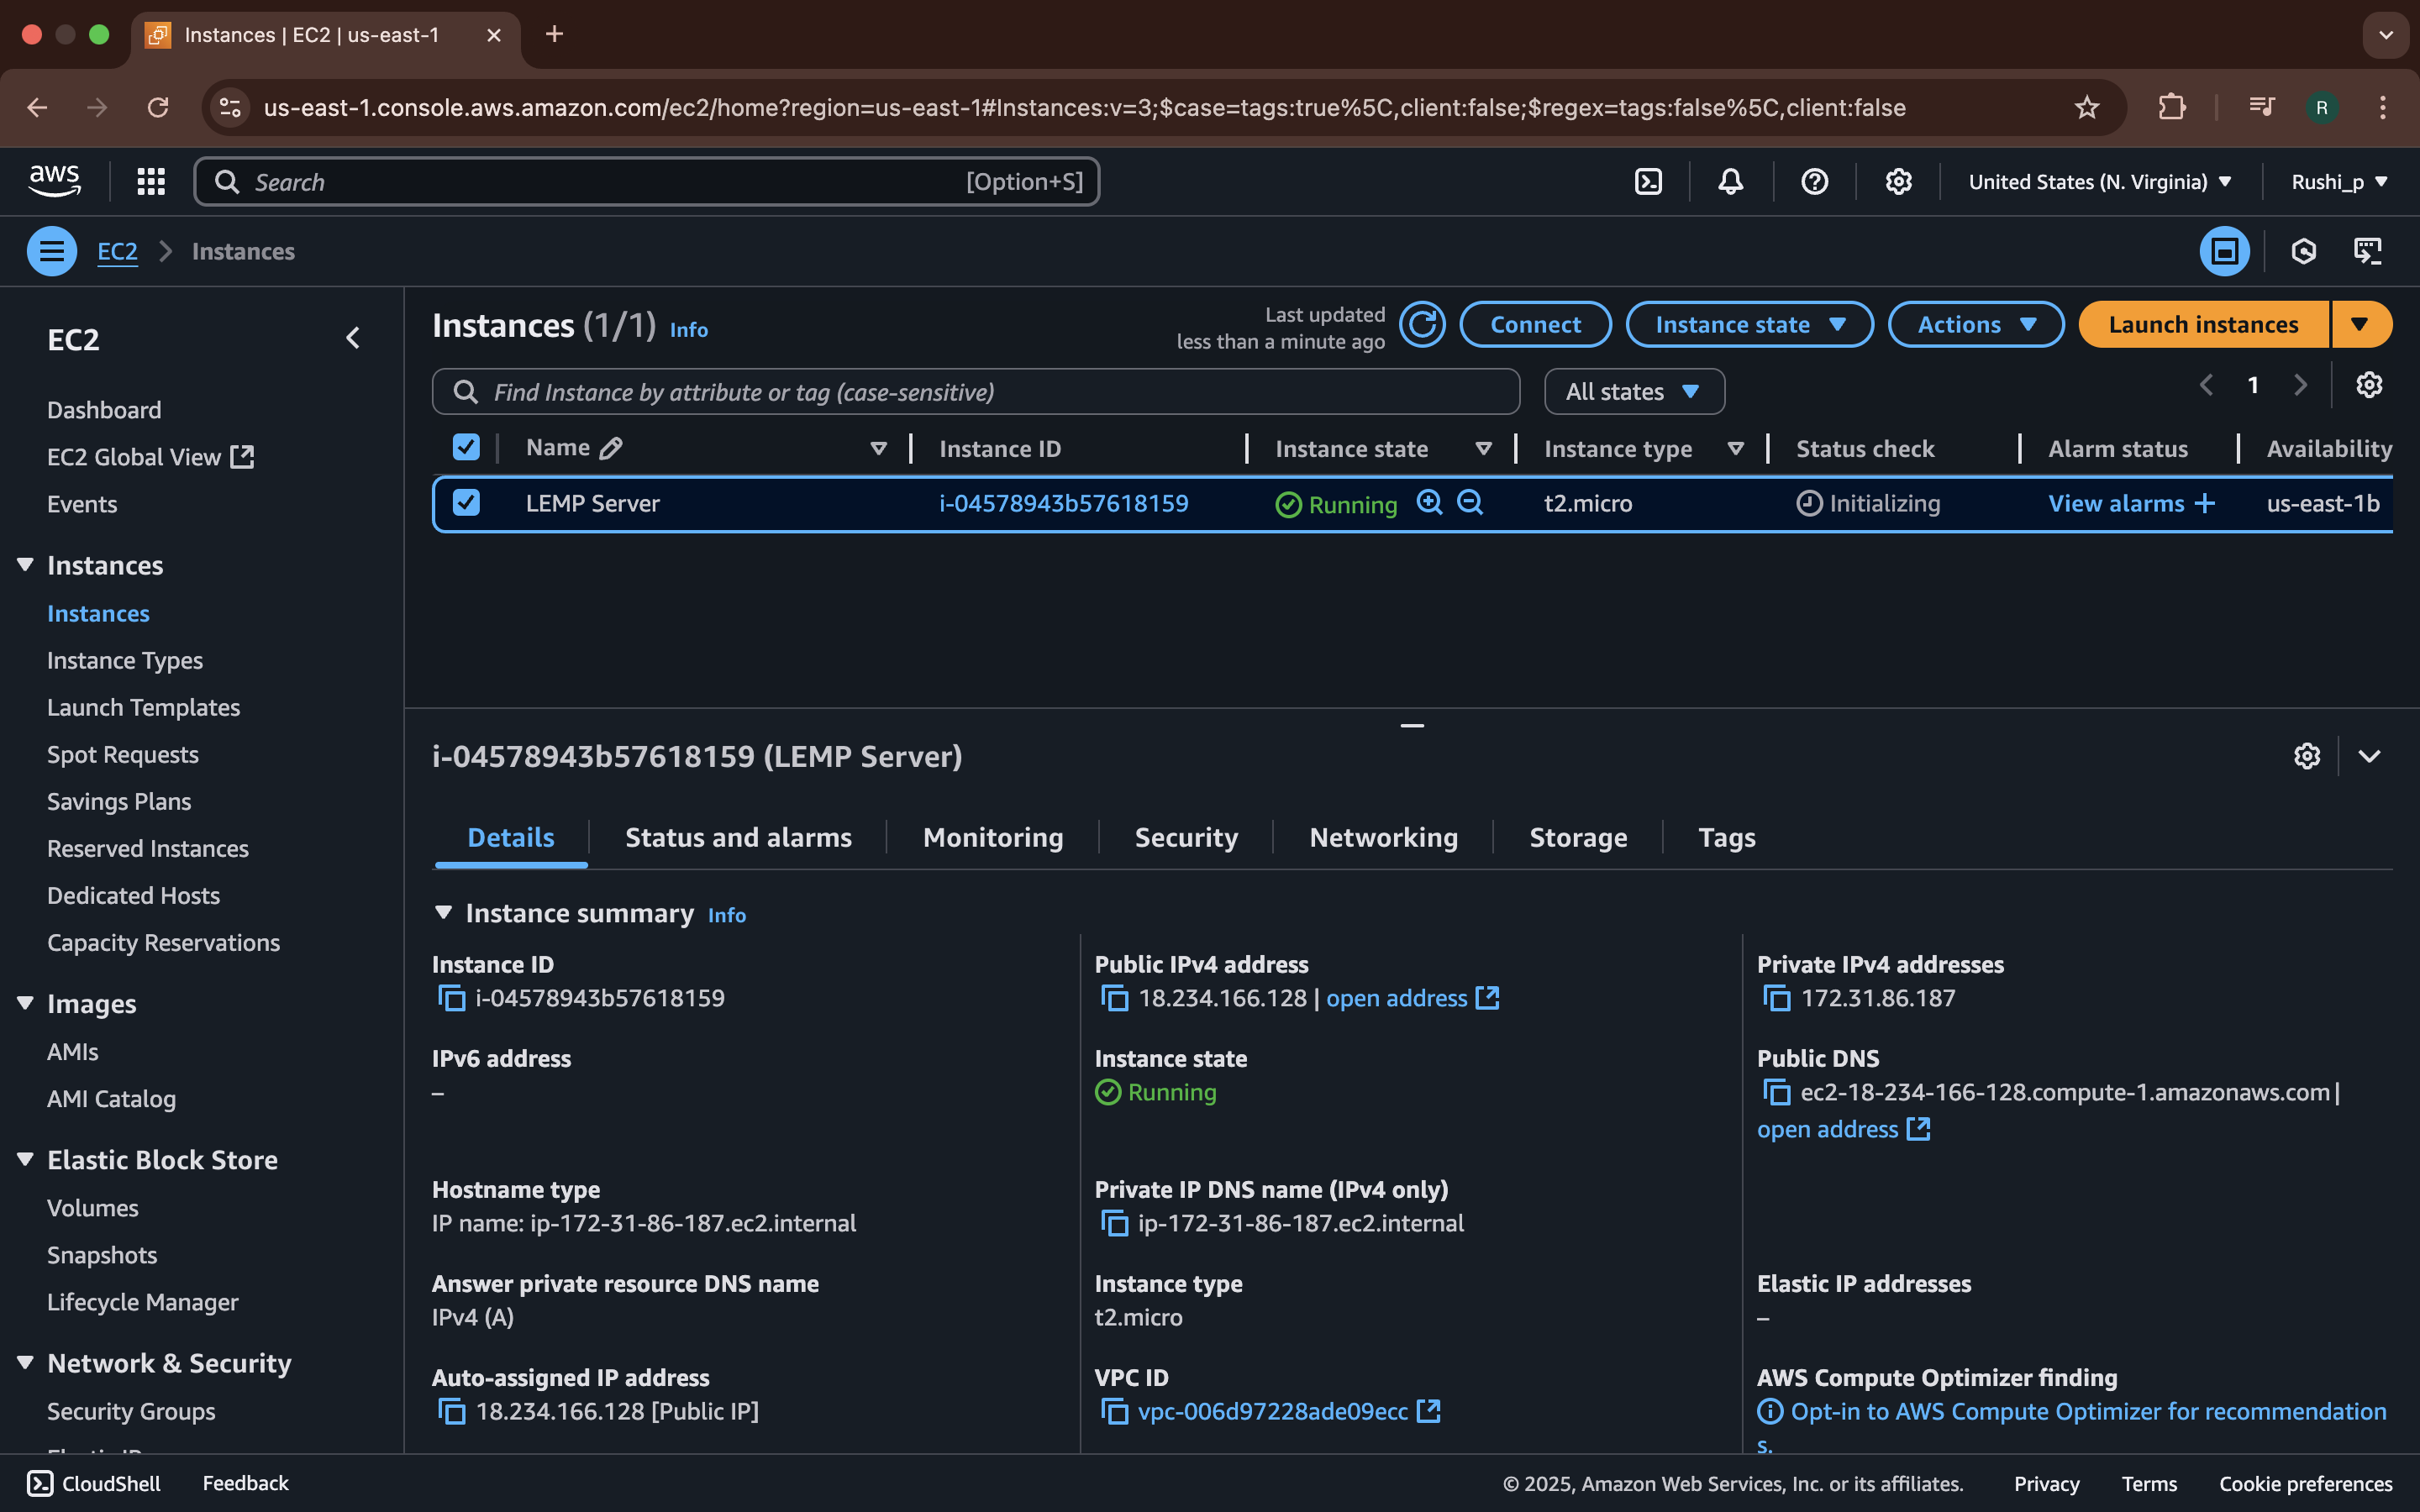 Instances | EC2 | us-east-1
us-east-1.console.aws.amazon.com/ec2/home?region=us-east-1#Instances:v=3;$case=tags:true%5C,client:false;$regex=tags:false%5C,client:false
R
aws
Search
[Option+S]
United States (N. Virginia)
Rushi_p
EC2
Instances
EC2
Dashboard
EC2 Global View
Events
Instances
Instances
Instance Types
Launch Templates
Spot Requests
Savings Plans
Reserved Instances
Dedicated Hosts
Capacity Reservations
Images
AMIs
AMI Catalog
Elastic Block Store
Volumes
Snapshots
Lifecycle Manager
Network & Security
Security Groups
Instances (1/1) Info
Last updated
less than a minute ago
Connect
Instance state
Actions
Launch instances
Find Instance by attribute or tag (case-sensitive)
All states
1
Name Instance ID Instance state Instance type Status check Alarm status Availability
LEMP Server i-04578943b57618159 Running t2.micro Initializing View alarms us-east-1b
i-04578943b57618159 (LEMP Server)
Details Status and alarms Monitoring Security Networking Storage Tags
Instance summary Info
Instance ID
i-04578943b57618159
Public IPv4 address
18.234.166.128 | open address
Private IPv4 addresses
172.31.86.187
IPv6 address
–
Instance state
Running
Public DNS
ec2-18-234-166-128.compute-1.amazonaws.com |
open address
Hostname type
IP name: ip-172-31-86-187.ec2.internal
Private IP DNS name (IPv4 only)
ip-172-31-86-187.ec2.internal
Answer private resource DNS name
IPv4 (A)
Instance type
t2.micro
Elastic IP addresses
–
Auto-assigned IP address
18.234.166.128 [Public IP]
VPC ID
vpc-006d97228ade09ecc
AWS Compute Optimizer finding
Opt-in to AWS Compute Optimizer for recommendation
s.
CloudShell
Feedback
© 2025, Amazon Web Services, Inc. or its affiliates.
Privacy
Terms
Cookie preferences